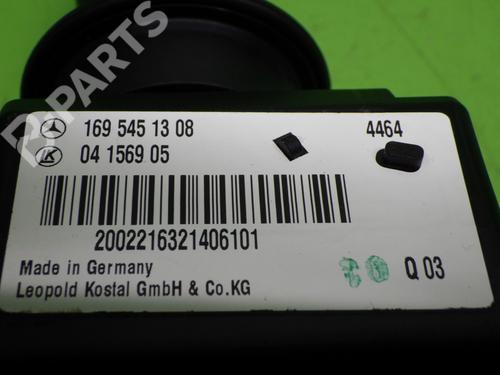 B-PARTS
169 545 13 08 4464
LK 04 1569 05
2002216321406101
Made in Germany Q 03
Leopold Kostal GmbH & Co.KG